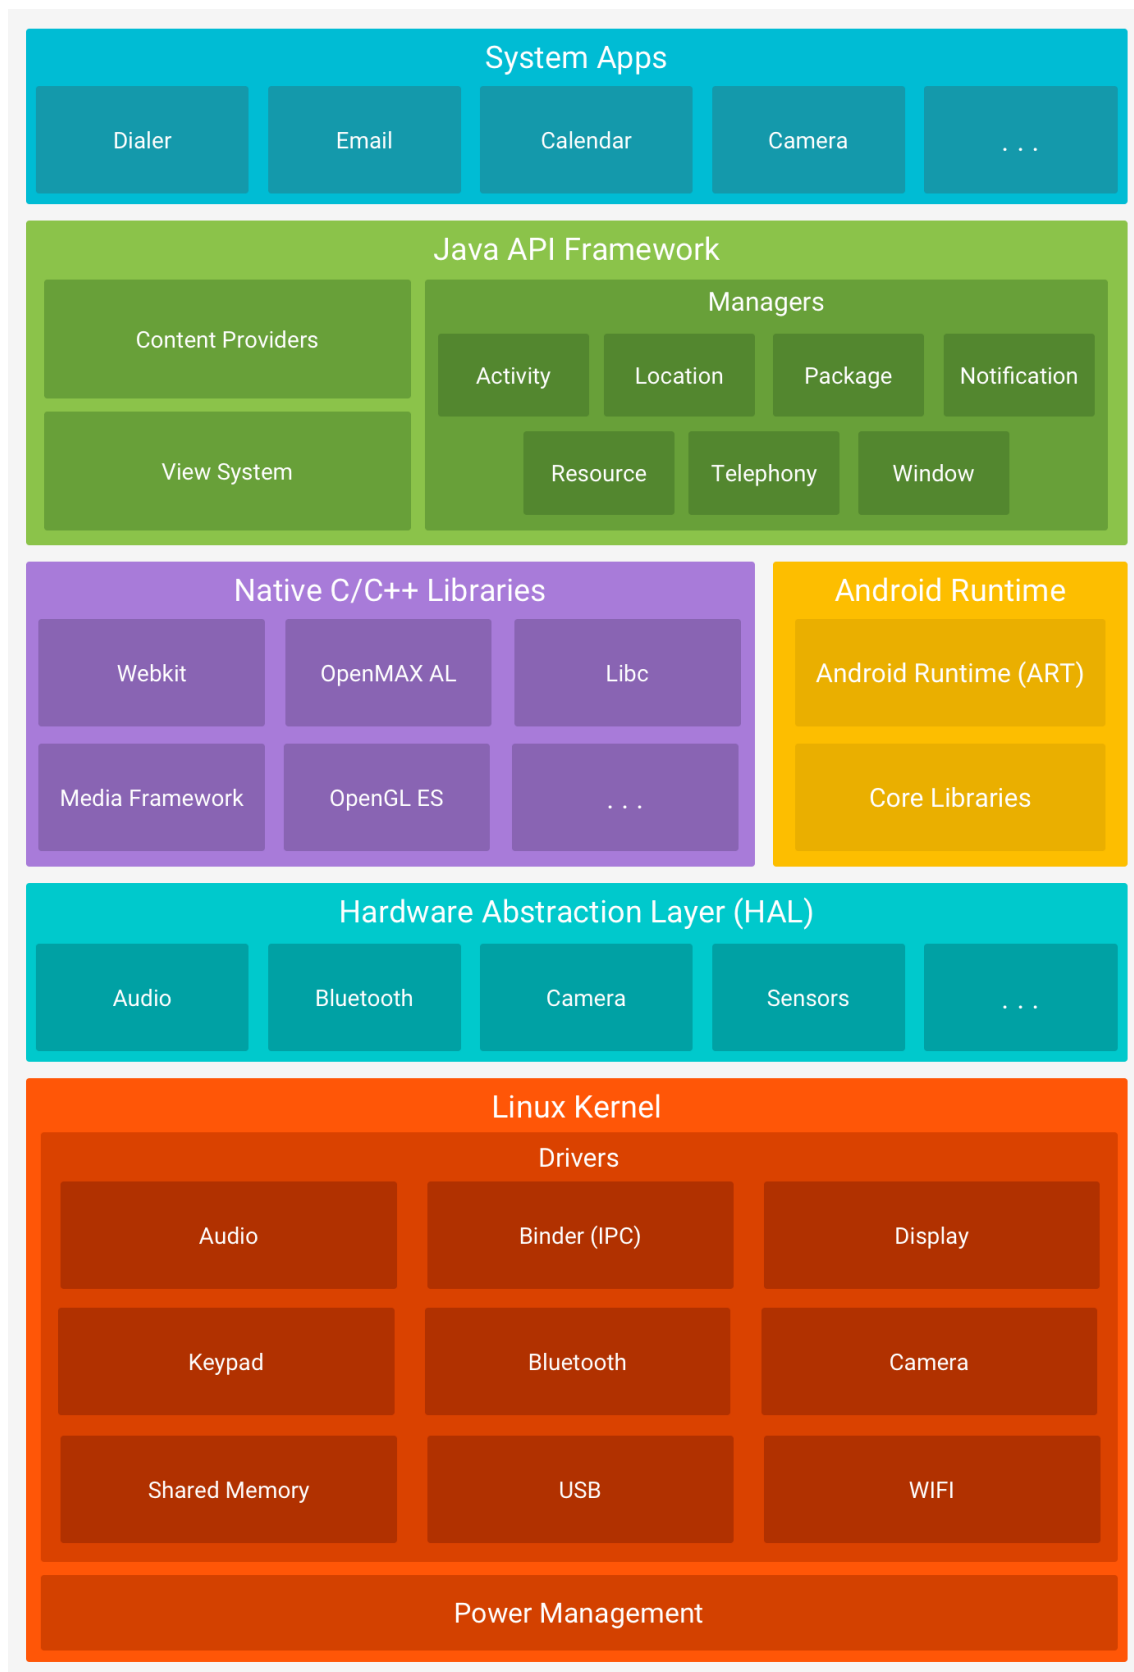 System Apps
Dialer
Email
Calendar
Camera
. . .
Java API Framework
Content Providers
View System
Managers
Activity
Location
Package
Notification
Resource
Telephony
Window
Native C/C++ Libraries
Webkit
OpenMAX AL
Libc
Media Framework
OpenGL ES
. . .
Android Runtime
Android Runtime (ART)
Core Libraries
Hardware Abstraction Layer (HAL)
Audio
Bluetooth
Camera
Sensors
. . .
Linux Kernel
Drivers
Audio
Binder (IPC)
Display
Keypad
Bluetooth
Camera
Shared Memory
USB
WIFI
Power Management